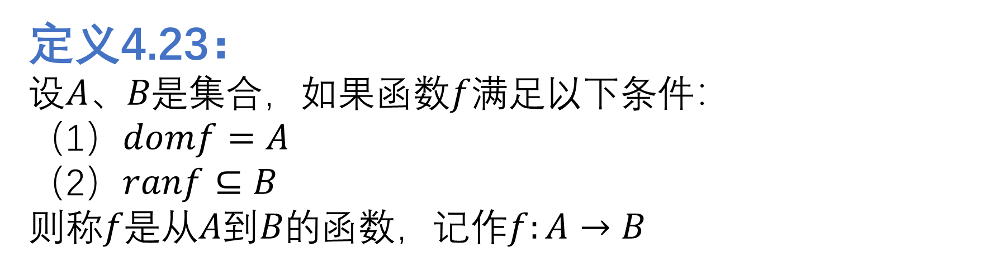 定义4.23：
设A、B是集合，如果函数f满足以下条件：
（1）domf = A
（2）ranf ⊆ B
则称f是从A到B的函数，记作f: A → B